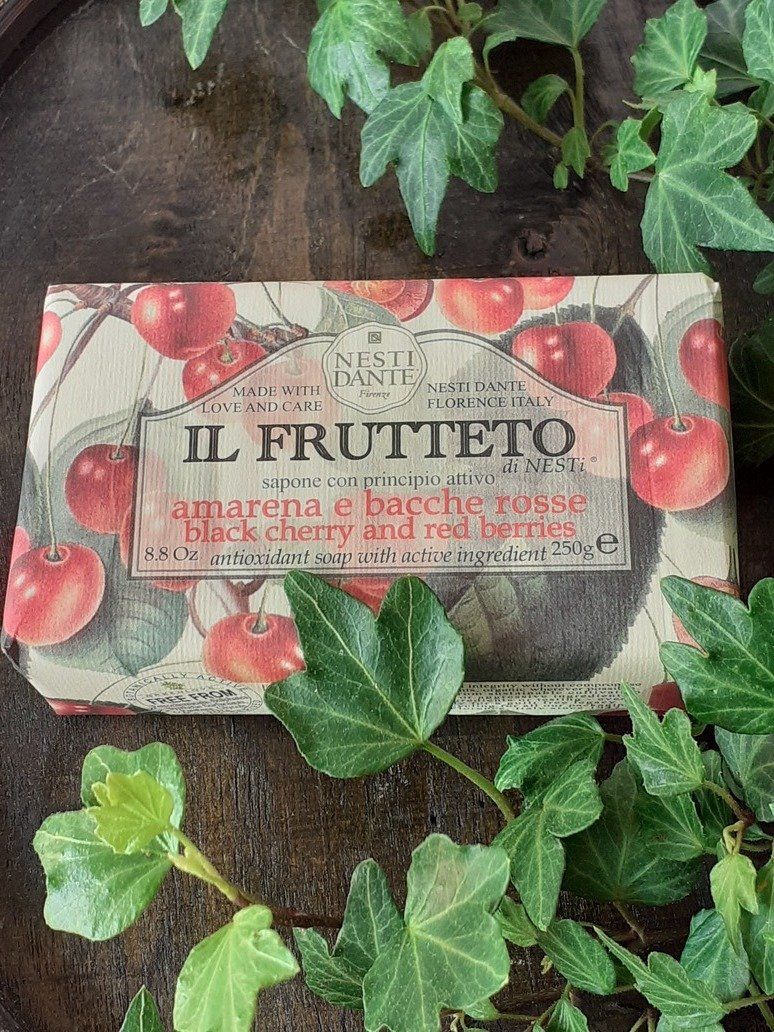 NESTI
DANTE
Firenze
MADE WITH
LOVE AND CARE
NESTI DANTE
FLORENCE ITALY
IL FRUTTETO
di NESTi ®
sapone con principio attivo
amarena e bacche rosse
black cherry and red berries
8.8 Oz antioxidant soap with active ingredient 250g e
FREE FROM